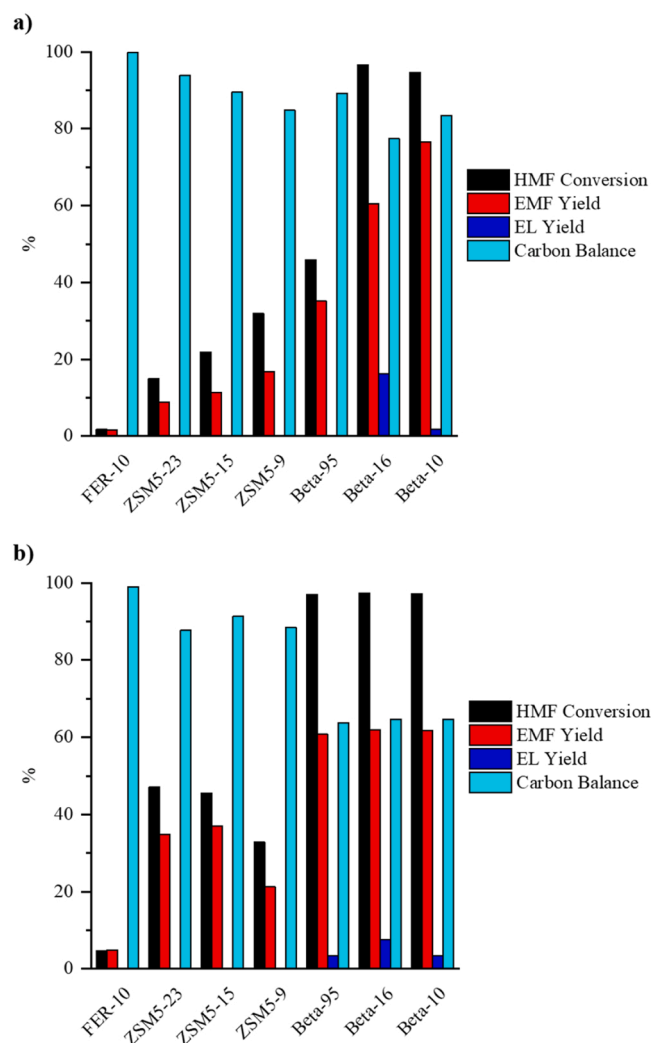 a)
100
80
60
40
20
0
%
HMF Conversion
EMF Yield
EL Yield
Carbon Balance
FER-10
ZSM5-23
ZSM5-15
ZSM5-9
Beta-95
Beta-16
Beta-10
b)
100
80
60
40
20
0
%
HMF Conversion
EMF Yield
EL Yield
Carbon Balance
FER-10
ZSM5-23
ZSM5-15
ZSM5-9
Beta-95
Beta-16
Beta-10